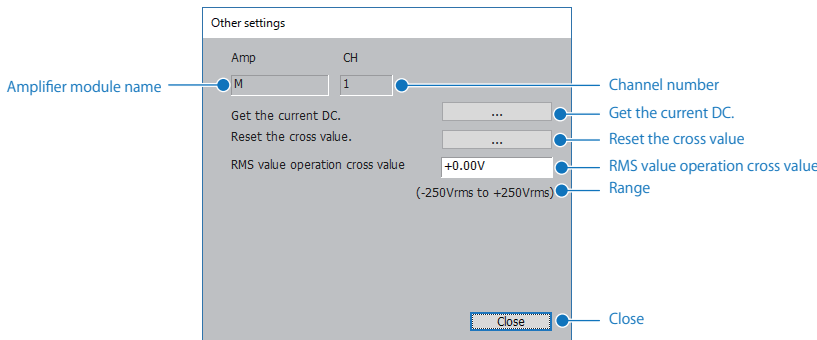 Other settings
Amp CH
Amplifier module name M 1 Channel number
Get the current DC. ... Get the current DC.
Reset the cross value. ... Reset the cross value
RMS value operation cross value +0.00V RMS value operation cross value
(-250Vrms to +250Vrms) Range
Close Close